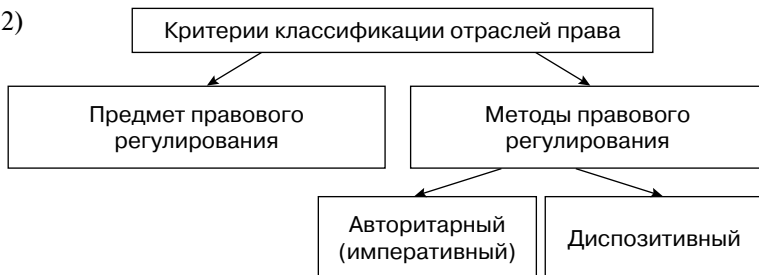 2)
Критерии классификации отраслей права
Предмет правового
регулирования
Методы правового
регулирования
Авторитарный
(императивный)
Диспозитивный